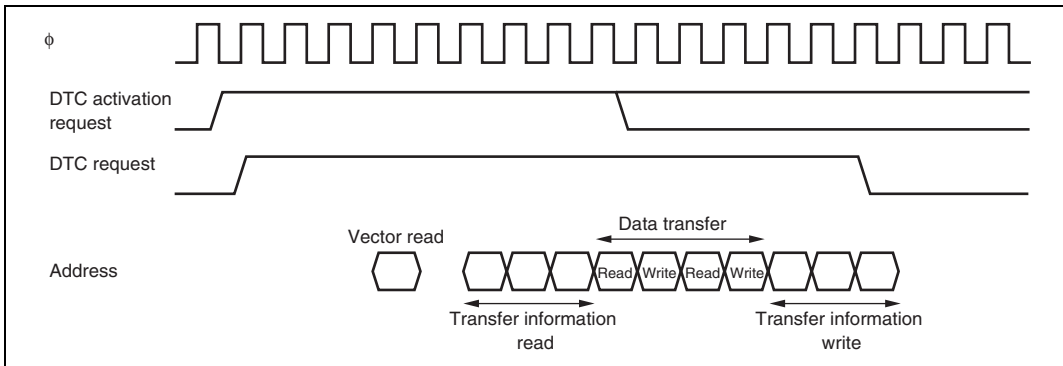 ϕ
DTC activation
request
DTC request
Data transfer
Vector read
Address
Read Write Read Write
Transfer information
read
Transfer information
write